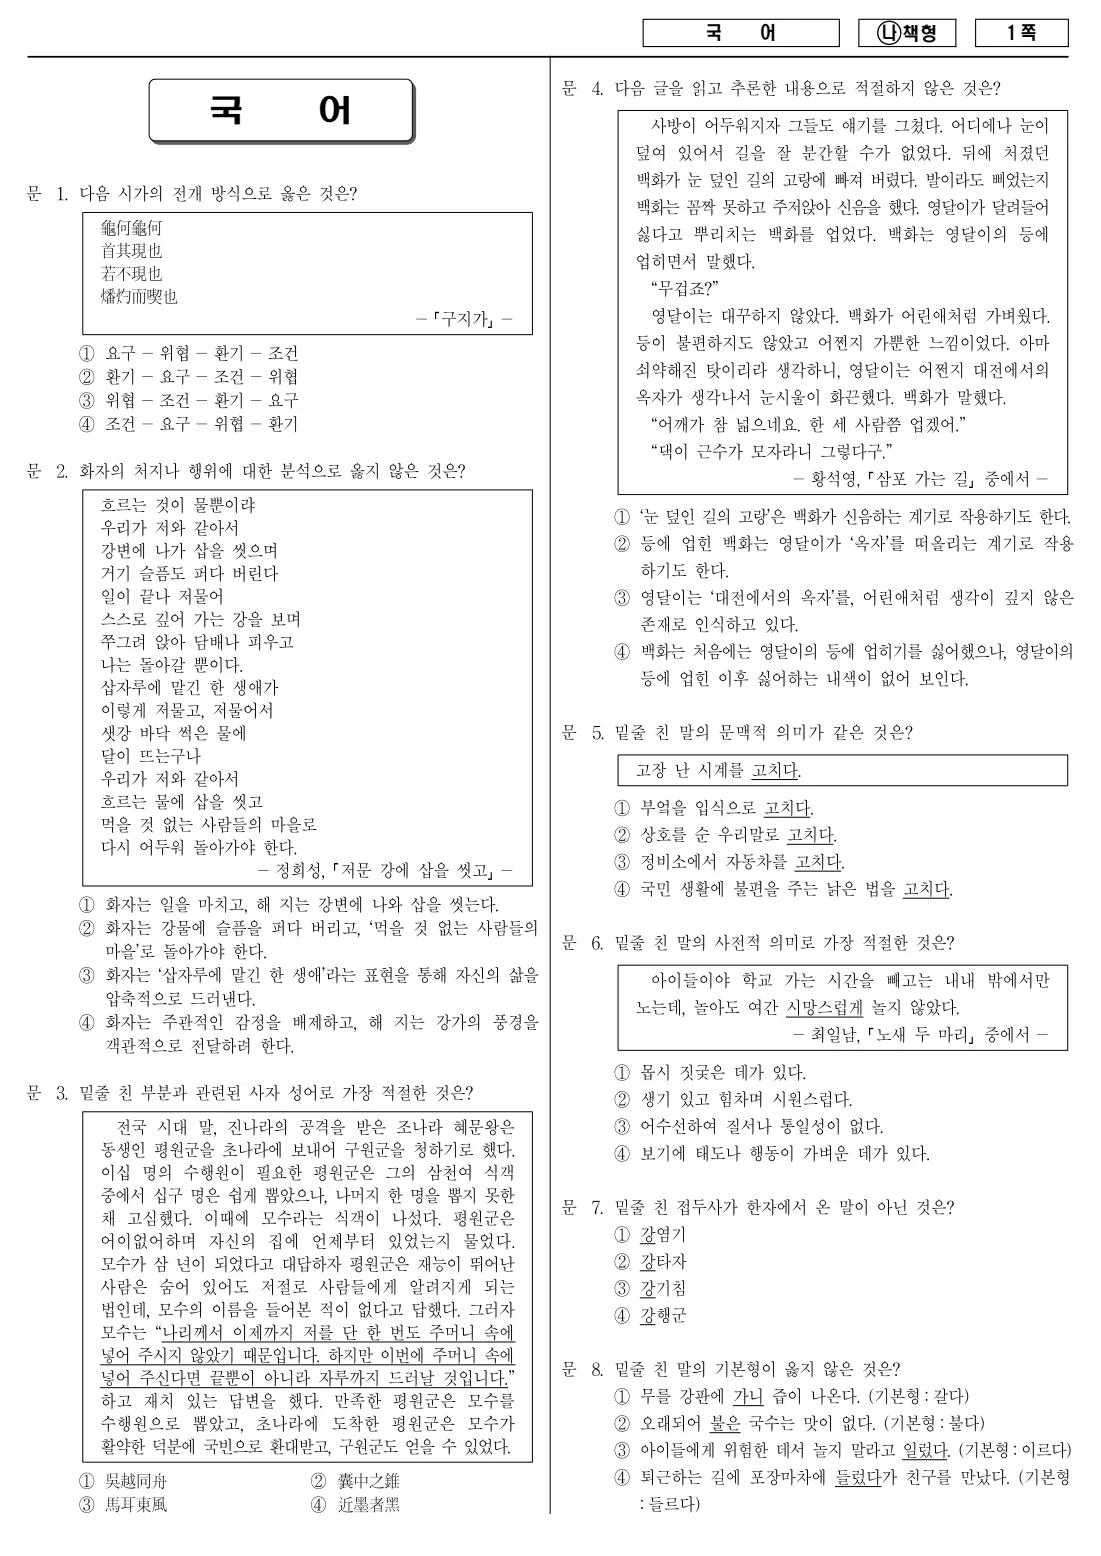 국 어
나책형
1쪽
국 어
문 1. 다음 시가의 전개 방식으로 옳은 것은?
龜何龜何
首其現也
若不現也
燔灼而喫也
－「구지가」－
① 요구 － 위협 － 환기 － 조건
② 환기 － 요구 － 조건 － 위협
③ 위협 － 조건 － 환기 － 요구
④ 조건 － 요구 － 위협 － 환기
문 2. 화자의 처지나 행위에 대한 분석으로 옳지 않은 것은?
흐르는 것이 물뿐이랴
우리가 저와 같아서
강변에 나가 삽을 씻으며
거기 슬픔도 퍼다 버린다
일이 끝나 저물어
스스로 깊어 가는 강을 보며
쭈그려 앉아 담배나 피우고
나는 돌아갈 뿐이다.
삽자루에 맡긴 한 생애가
이렇게 저물고, 저물어서
샛강 바닥 썩은 물에
달이 뜨는구나
우리가 저와 같아서
흐르는 물에 삽을 씻고
먹을 것 없는 사람들의 마을로
다시 어두워 돌아가야 한다.
－ 정희성, 「저문 강에 삽을 씻고」－
① 화자는 일을 마치고, 해 지는 강변에 나와 삽을 씻는다.
② 화자는 강물에 슬픔을 퍼다 버리고, ‘먹을 것 없는 사람들의
마을’로 돌아가야 한다.
③ 화자는 ‘삽자루에 맡긴 한 생애’라는 표현을 통해 자신의 삶을
압축적으로 드러낸다.
④ 화자는 주관적인 감정을 배제하고, 해 지는 강가의 풍경을
객관적으로 전달하려 한다.
문 3. 밑줄 친 부분과 관련된 사자 성어로 가장 적절한 것은?
전국 시대 말, 진나라의 공격을 받은 조나라 혜문왕은
동생인 평원군을 초나라에 보내어 구원군을 청하기로 했다.
이십 명의 수행원이 필요한 평원군은 그의 삼천여 식객
중에서 십구 명은 쉽게 뽑았으나, 나머지 한 명을 뽑지 못한
채 고심했다. 이때에 모수라는 식객이 나섰다. 평원군은
어이없어하며 자신의 집에 언제부터 있었는지 물었다.
모수가 삼 년이 되었다고 대답하자 평원군은 재능이 뛰어난
사람은 숨어 있어도 저절로 사람들에게 알려지게 되는
법인데, 모수의 이름을 들어본 적이 없다고 답했다. 그러자
모수는 “나리께서 이제까지 저를 단 한 번도 주머니 속에
넣어 주시지 않았기 때문입니다. 하지만 이번에 주머니 속에
넣어 주신다면 끝뿐이 아니라 자루까지 드러날 것입니다.”
하고 재치 있는 답변을 했다. 만족한 평원군은 모수를
수행원으로 뽑았고, 초나라에 도착한 평원군은 모수가
활약한 덕분에 국빈으로 환대받고, 구원군도 얻을 수 있었다.
① 吳越同舟 ② 囊中之錐
③ 馬耳東風 ④ 近墨者黑
문 4. 다음 글을 읽고 추론한 내용으로 적절하지 않은 것은?
사방이 어두워지자 그들도 얘기를 그쳤다. 어디에나 눈이
덮여 있어서 길을 잘 분간할 수가 없었다. 뒤에 처졌던
백화가 눈 덮인 길의 고랑에 빠져 버렸다. 발이라도 삐었는지
백화는 꼼짝 못하고 주저앉아 신음을 했다. 영달이가 달려들어
싫다고 뿌리치는 백화를 업었다. 백화는 영달이의 등에
업히면서 말했다.
“무겁죠?”
영달이는 대꾸하지 않았다. 백화가 어린애처럼 가벼웠다.
등이 불편하지도 않았고 어쩐지 가뿐한 느낌이었다. 아마
쇠약해진 탓이리라 생각하니, 영달이는 어쩐지 대전에서의
옥자가 생각나서 눈시울이 화끈했다. 백화가 말했다.
“어깨가 참 넓으네요. 한 세 사람쯤 업겠어.”
“댁이 근수가 모자라니 그렇다구.”
－ 황석영, 「삼포 가는 길」 중에서 －
① ‘눈 덮인 길의 고랑’은 백화가 신음하는 계기로 작용하기도 한다.
② 등에 업힌 백화는 영달이가 ‘옥자’를 떠올리는 계기로 작용
하기도 한다.
③ 영달이는 ‘대전에서의 옥자’를, 어린애처럼 생각이 깊지 않은
존재로 인식하고 있다.
④ 백화는 처음에는 영달이의 등에 업히기를 싫어했으나, 영달이의
등에 업힌 이후 싫어하는 내색이 없어 보인다.
문 5. 밑줄 친 말의 문맥적 의미가 같은 것은?
고장 난 시계를 고치다.
① 부엌을 입식으로 고치다.
② 상호를 순 우리말로 고치다.
③ 정비소에서 자동차를 고치다.
④ 국민 생활에 불편을 주는 낡은 법을 고치다.
문 6. 밑줄 친 말의 사전적 의미로 가장 적절한 것은?
아이들이야 학교 가는 시간을 빼고는 내내 밖에서만
노는데, 놀아도 여간 시망스럽게 놀지 않았다.
－ 최일남, 「노새 두 마리」 중에서 －
① 몹시 짓궂은 데가 있다.
② 생기 있고 힘차며 시원스럽다.
③ 어수선하여 질서나 통일성이 없다.
④ 보기에 태도나 행동이 가벼운 데가 있다.
문 7. 밑줄 친 접두사가 한자에서 온 말이 아닌 것은?
① 강염기
② 강타자
③ 강기침
④ 강행군
문 8. 밑줄 친 말의 기본형이 옳지 않은 것은?
① 무를 강판에 가니 즙이 나온다. (기본형 : 갈다)
② 오래되어 불은 국수는 맛이 없다. (기본형 : 불다)
③ 아이들에게 위험한 데서 놀지 말라고 일렀다. (기본형 : 이르다)
④ 퇴근하는 길에 포장마차에 들렀다가 친구를 만났다. (기본형
: 들르다)